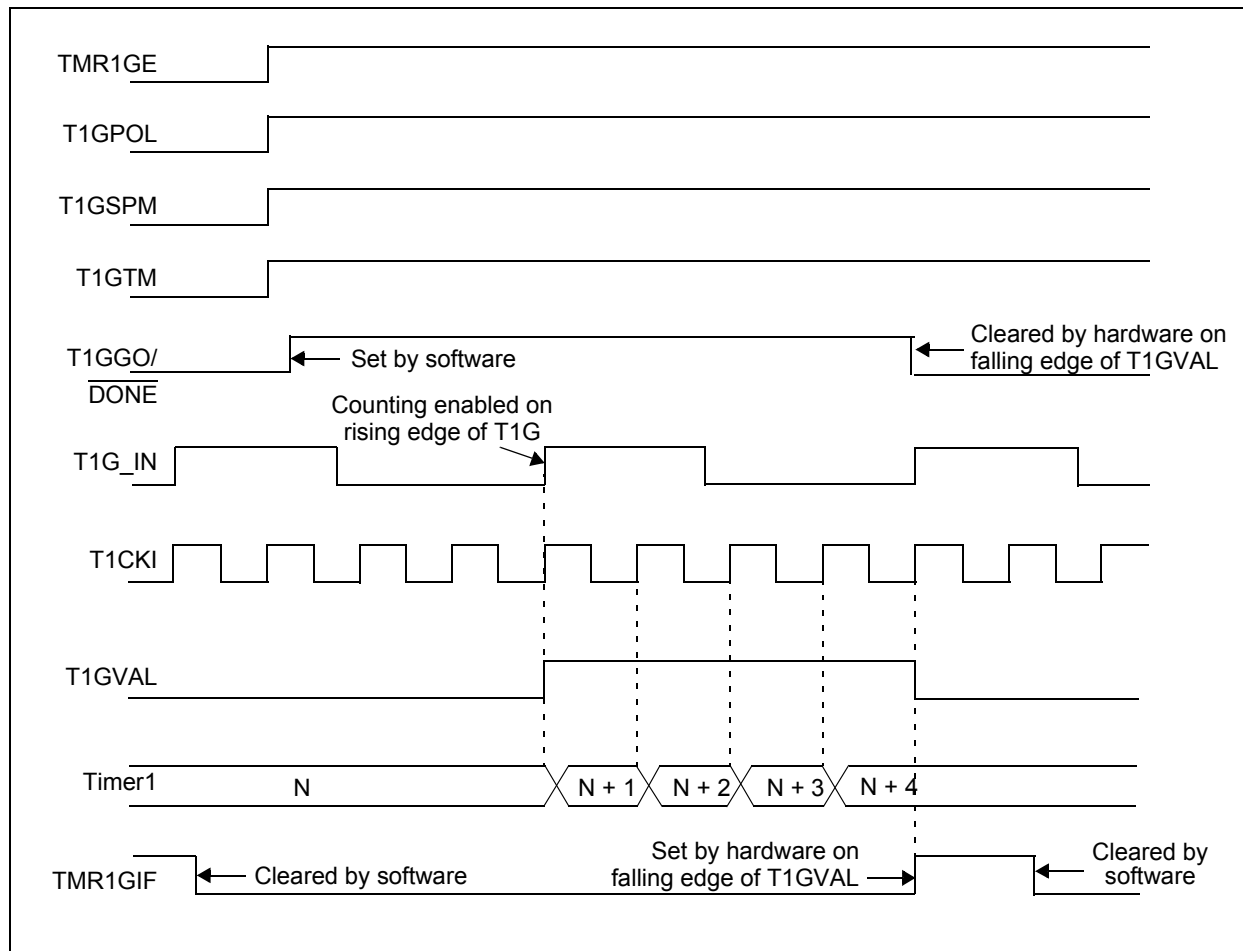 TMR1GE
T1GPOL
T1GSPM
T1GTM
T1GGO/
DONE
Set by software
Cleared by hardware on
falling edge of T1GVAL
Counting enabled on
rising edge of T1G
T1G_IN
T1CKI
T1GVAL
Timer1
N
N + 1
N + 2
N + 3
N + 4
TMR1GIF
Cleared by software
Set by hardware on
falling edge of T1GVAL
Cleared by
software